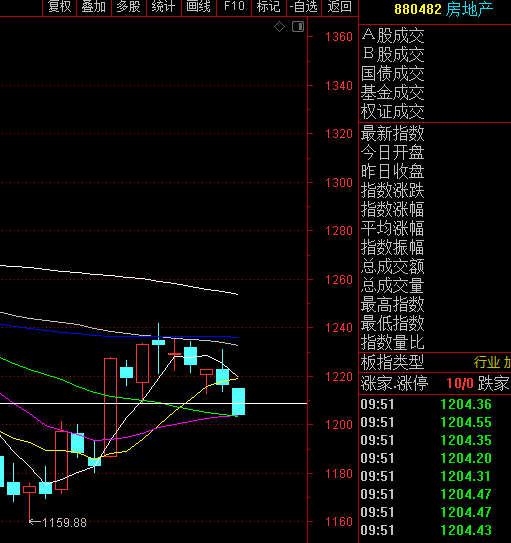 复权 叠加 多股 统计 画线 F10 标记 -自选 返回
880482 房地产
1360
1340
1320
1300
1280
1260
1240
1220
1200
1180
1160
←1159.88
Ａ股成交
Ｂ股成交
国债成交
基金成交
权证成交
最新指数
今日开盘
昨日收盘
指数涨跌
指数涨幅
平均涨幅
指数振幅
总成交额
总成交量
最高指数
最低指数
指数量比
板指类型 行业 加
涨家.涨停 10/0 跌家
09:51 1204.36
09:51 1204.55
09:51 1204.35
09:51 1204.20
09:51 1204.31
09:51 1204.47
09:51 1204.47
09:51 1204.43